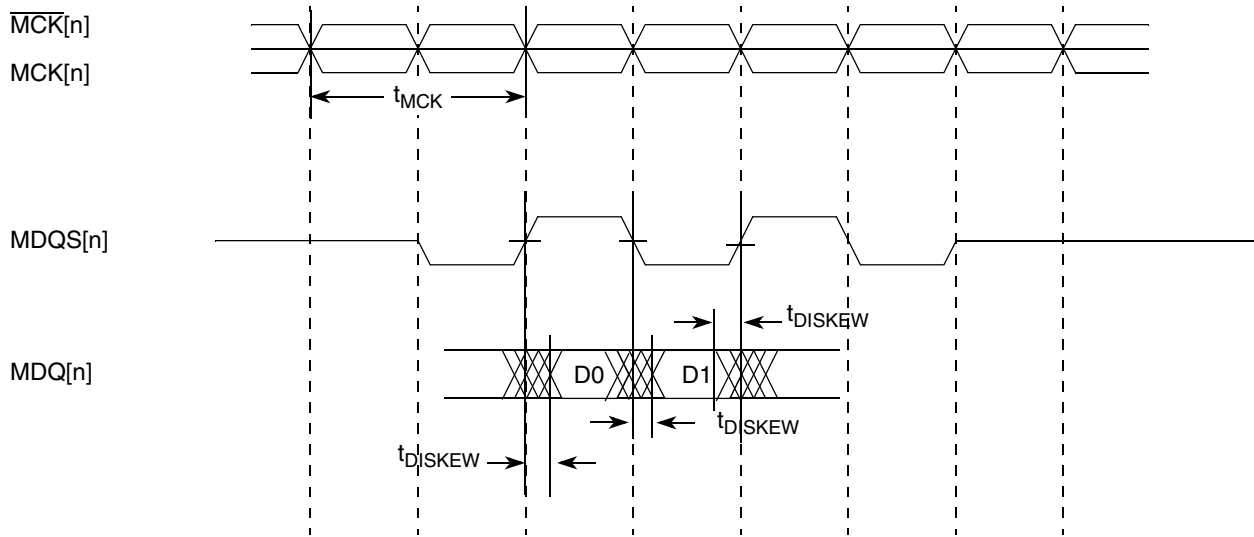 MCK[n]
MCK[n]
tMCK
MDQS[n]
tDISKEW
MDQ[n]
D0
D1
tDISKEW
tDISKEW